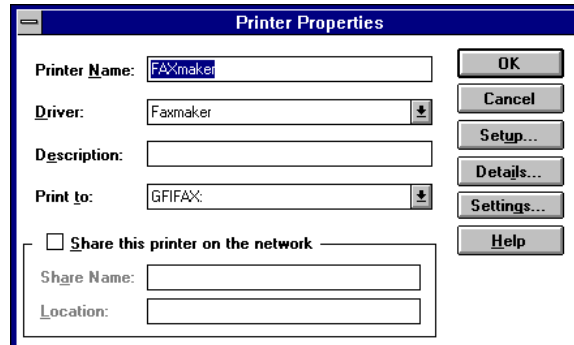 Printer Properties
Printer Name: FAXmaker
OK
Driver: Faxmaker
Cancel
Setup...
Description:
Details...
Print to: GFIFAX:
Settings...
Share this printer on the network
Help
Share Name:
Location: